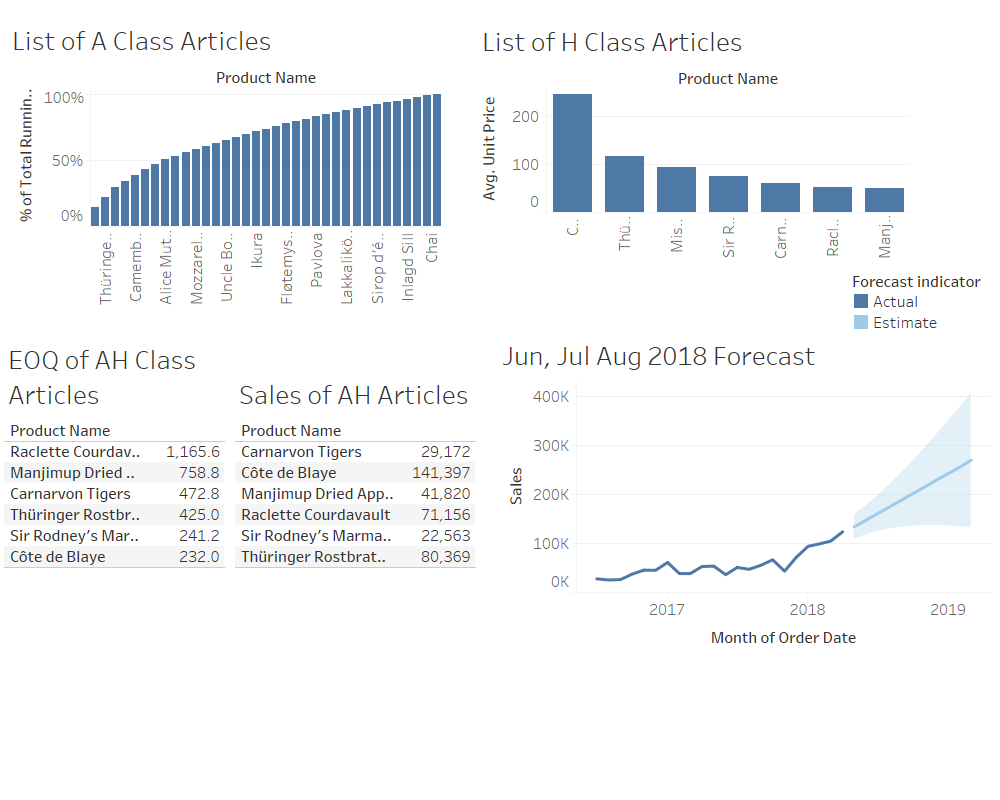 List of A Class Articles
Product Name
% of Total Runnin..
100%
50%
0%
Thüringe..
Camemb..
Alice Mut..
Mozzarel..
Uncle Bo..
Ikura
Fløtemys..
Pavlova
Lakkalikö..
Sirop d'é..
Inlagd Sill
Chai
List of H Class Articles
Product Name
Avg. Unit Price
200
100
0
C..
Thü..
Mis..
Sir R..
Carn..
Racl..
Manj..
Forecast indicator
Actual
Estimate
EOQ of AH Class
Articles
Product Name
Raclette Courdav.. 1,165.6
Manjimup Dried .. 758.8
Carnarvon Tigers 472.8
Thüringer Rostbr.. 425.0
Sir Rodney's Mar.. 241.2
Côte de Blaye 232.0
Sales of AH Articles
Product Name
Carnarvon Tigers 29,172
Côte de Blaye 141,397
Manjimup Dried App.. 41,820
Raclette Courdavault 71,156
Sir Rodney's Marma.. 22,563
Thüringer Rostbrat.. 80,369
Jun, Jul Aug 2018 Forecast
Sales
400K
300K
200K
100K
0K
2017
2018
2019
Month of Order Date